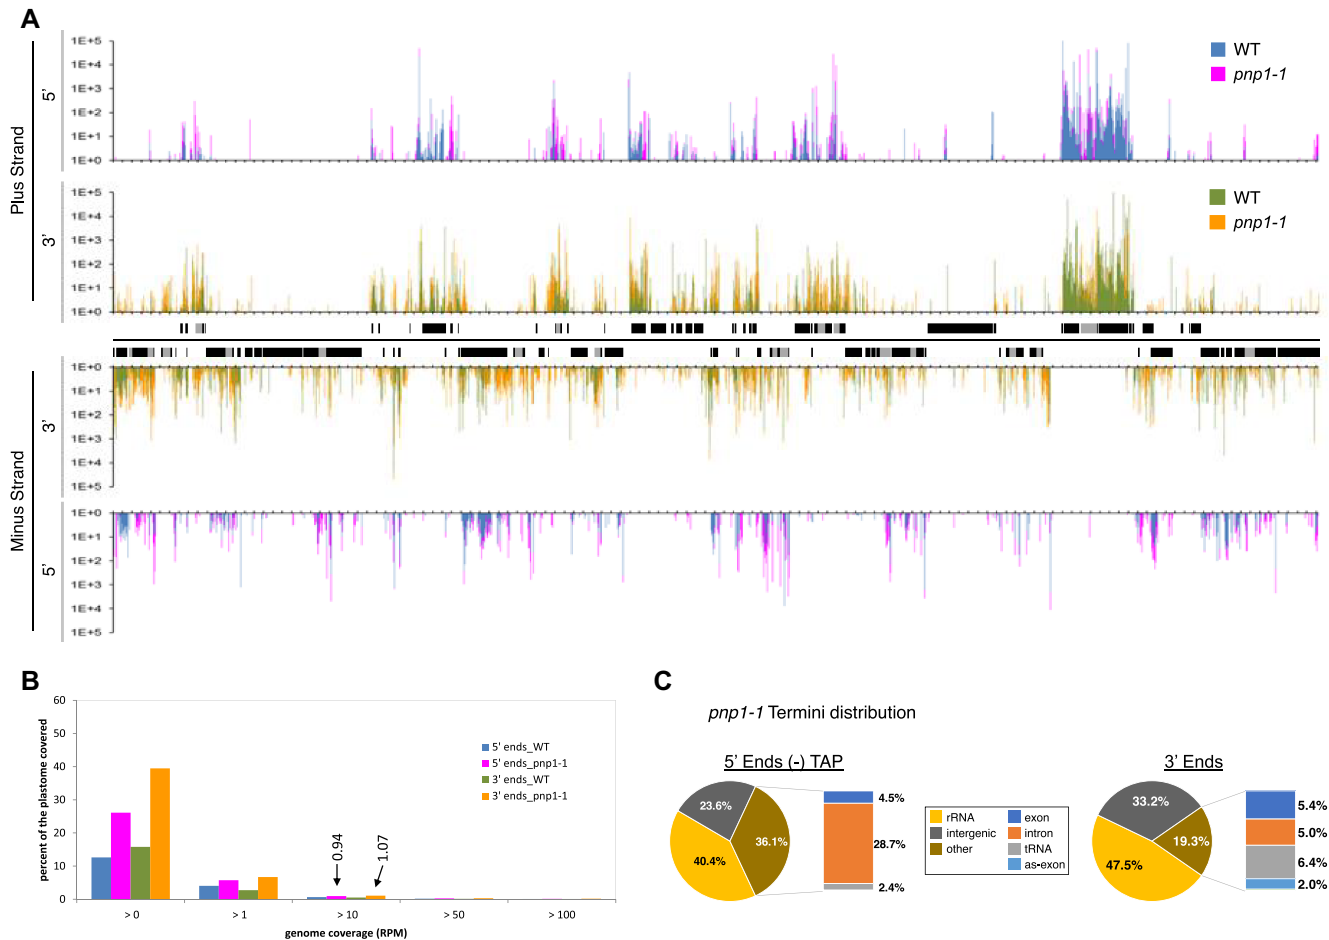 A
Plus Strand
5'
1E+5
1E+4
1E+3
1E+2
1E+1
1E+0
WT
pnp1-1
3'
1E+5
1E+4
1E+3
1E+2
1E+1
1E+0
WT
pnp1-1
Minus Strand
3'
1E+0
1E+1
1E+2
1E+3
1E+4
1E+5
5'
1E+0
1E+1
1E+2
1E+3
1E+4
1E+5
B
percent of the plastome covered
60
50
40
30
20
10
0
5' ends_WT
5' ends_pnp1-1
3' ends_WT
3' ends_pnp1-1
0.94
1.07
> 0
> 1
> 10
> 50
> 100
genome coverage (RPM)
C
pnp1-1 Termini distribution
5' Ends (-) TAP
23.6%
36.1%
40.4%
4.5%
28.7%
2.4%
rRNA
intergenic
other
exon
intron
tRNA
as-exon
3' Ends
33.2%
19.3%
47.5%
5.4%
5.0%
6.4%
2.0%